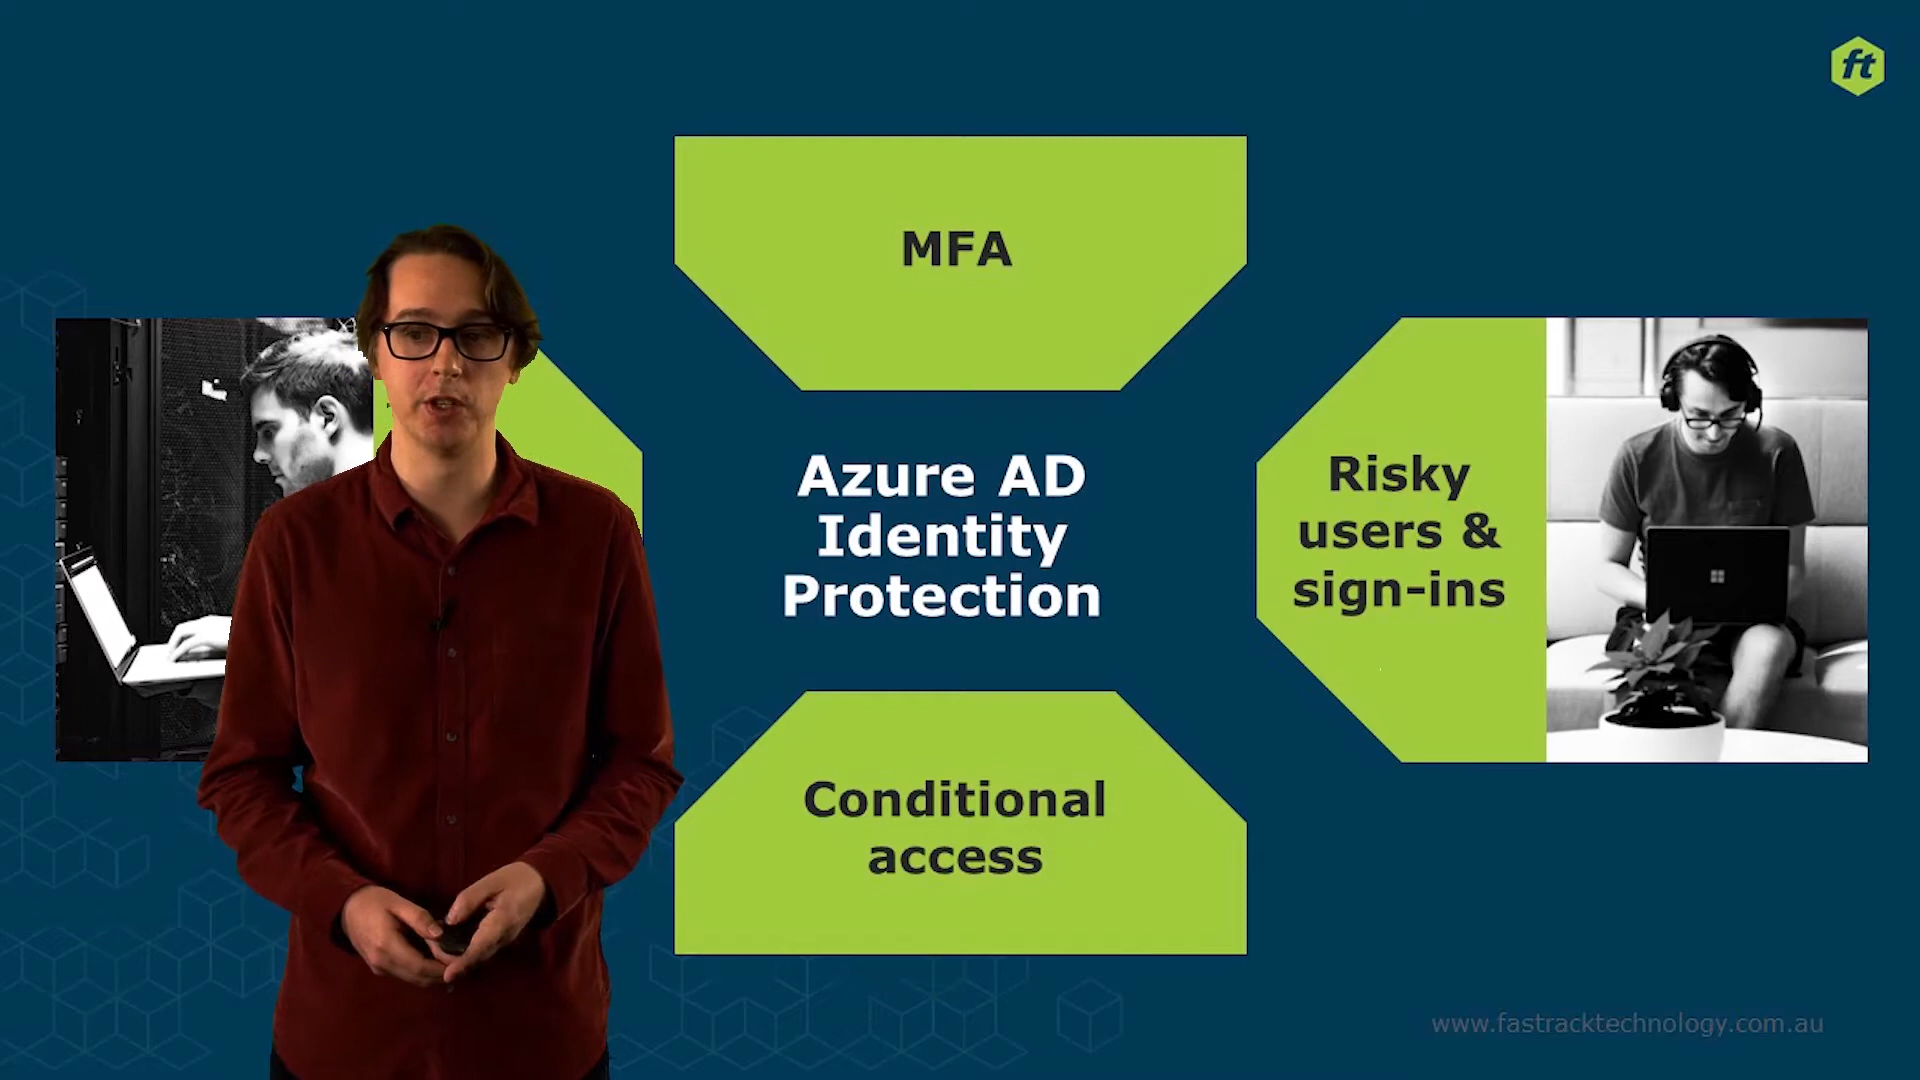 ft
MFA
Azure AD
Identity
Protection
Risky
users &
sign-ins
Conditional
access
www.fastracktechnology.com.au